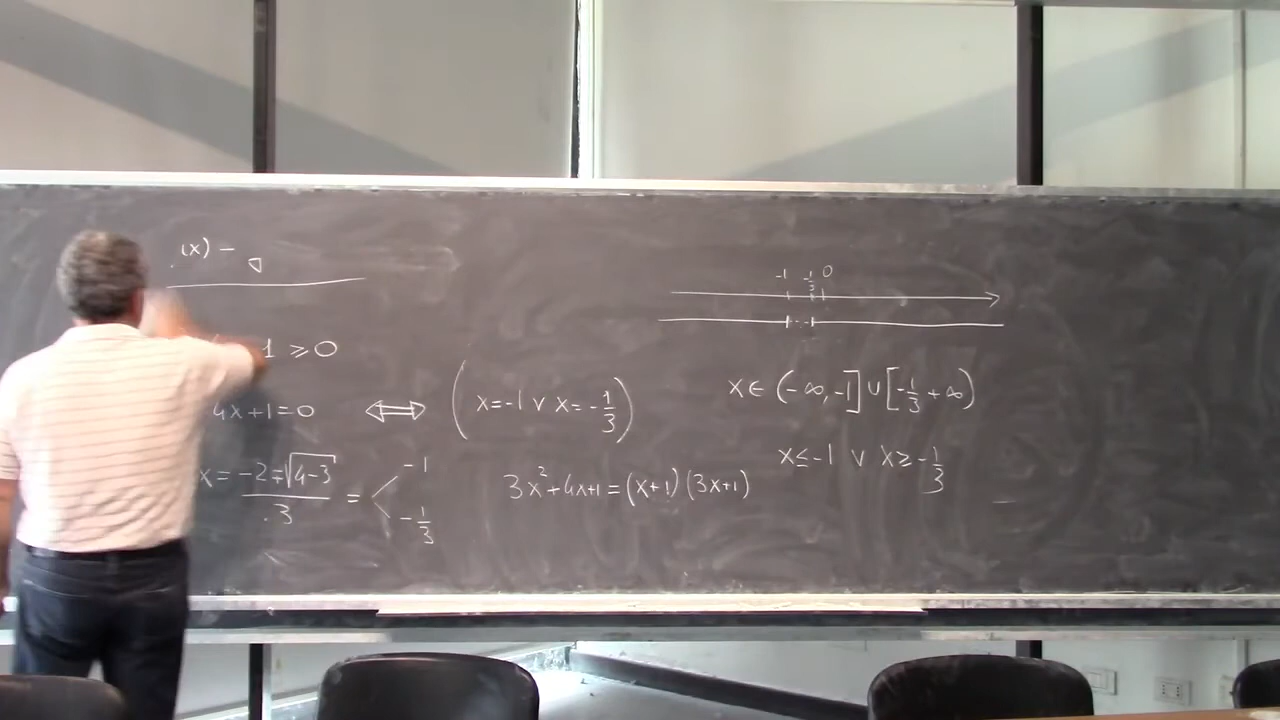 (x) -
1 ⩾ 0
4x+1=0 ⟺ (x=-1 ∨ x=-1/3)
x = (-2∓√(4-3))/3 = < -1
-1/3
3x²+4x+1=(x+1)(3x+1)
-1 -1/3 0
x ∈ (-∞,-1] ∪ [-1/3 +∞)
x≤-1 ∨ x≥-1/3